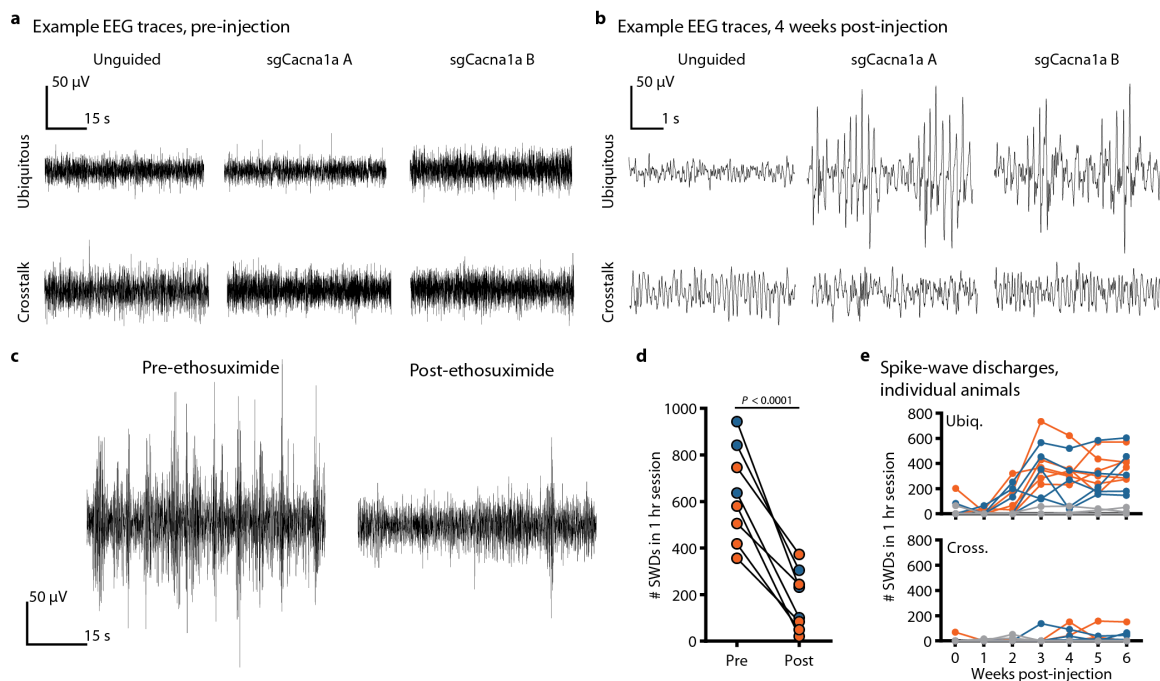 a Example EEG traces, pre-injection
Unguided sgCacna1a A sgCacna1a B
50 μV
15 s
Ubiquitous
Crosstalk
b Example EEG traces, 4 weeks post-injection
Unguided sgCacna1a A sgCacna1a B
50 μV
1 s
Ubiquitous
Crosstalk
c
Pre-ethosuximide Post-ethosuximide
50 μV
15 s
d
P < 0.0001
# SWDs in 1 hr session
1000
800
600
400
200
0
Pre Post
e Spike-wave discharges,
individual animals
# SWDs in 1 hr session
Ubiq.
800
600
400
200
0
Cross.
800
600
400
200
0
0 1 2 3 4 5 6
Weeks post-injection